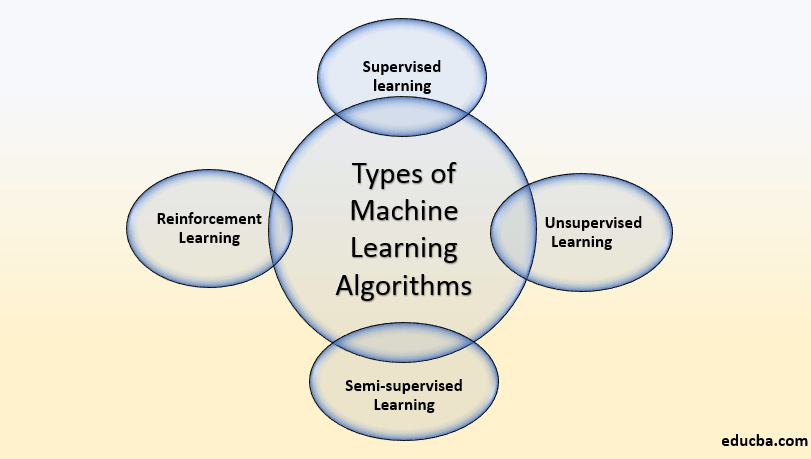 Supervised
learning
Types of
Machine
Learning
Algorithms
Reinforcement
Learning
Unsupervised
Learning
Semi-supervised
Learning
educba.com